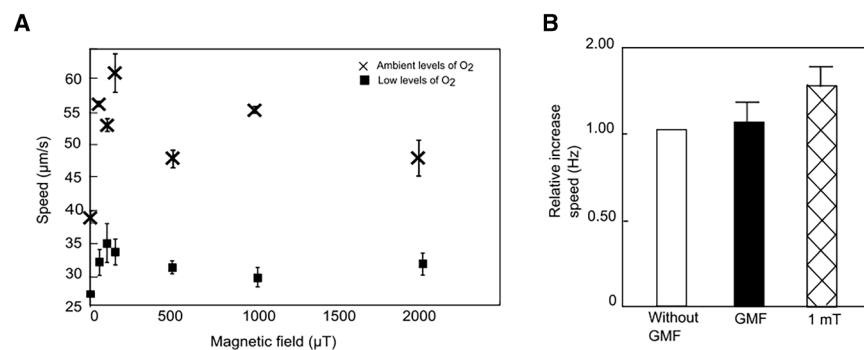 A
Speed (μm/s)
60
55
50
45
40
35
30
25
Ambient levels of O2
Low levels of O2
0
500
1000
1500
2000
Magnetic field (μT)
B
Relative increase
speed (Hz)
2.00
1.00
0.50
0
Without
GMF
GMF
1 mT